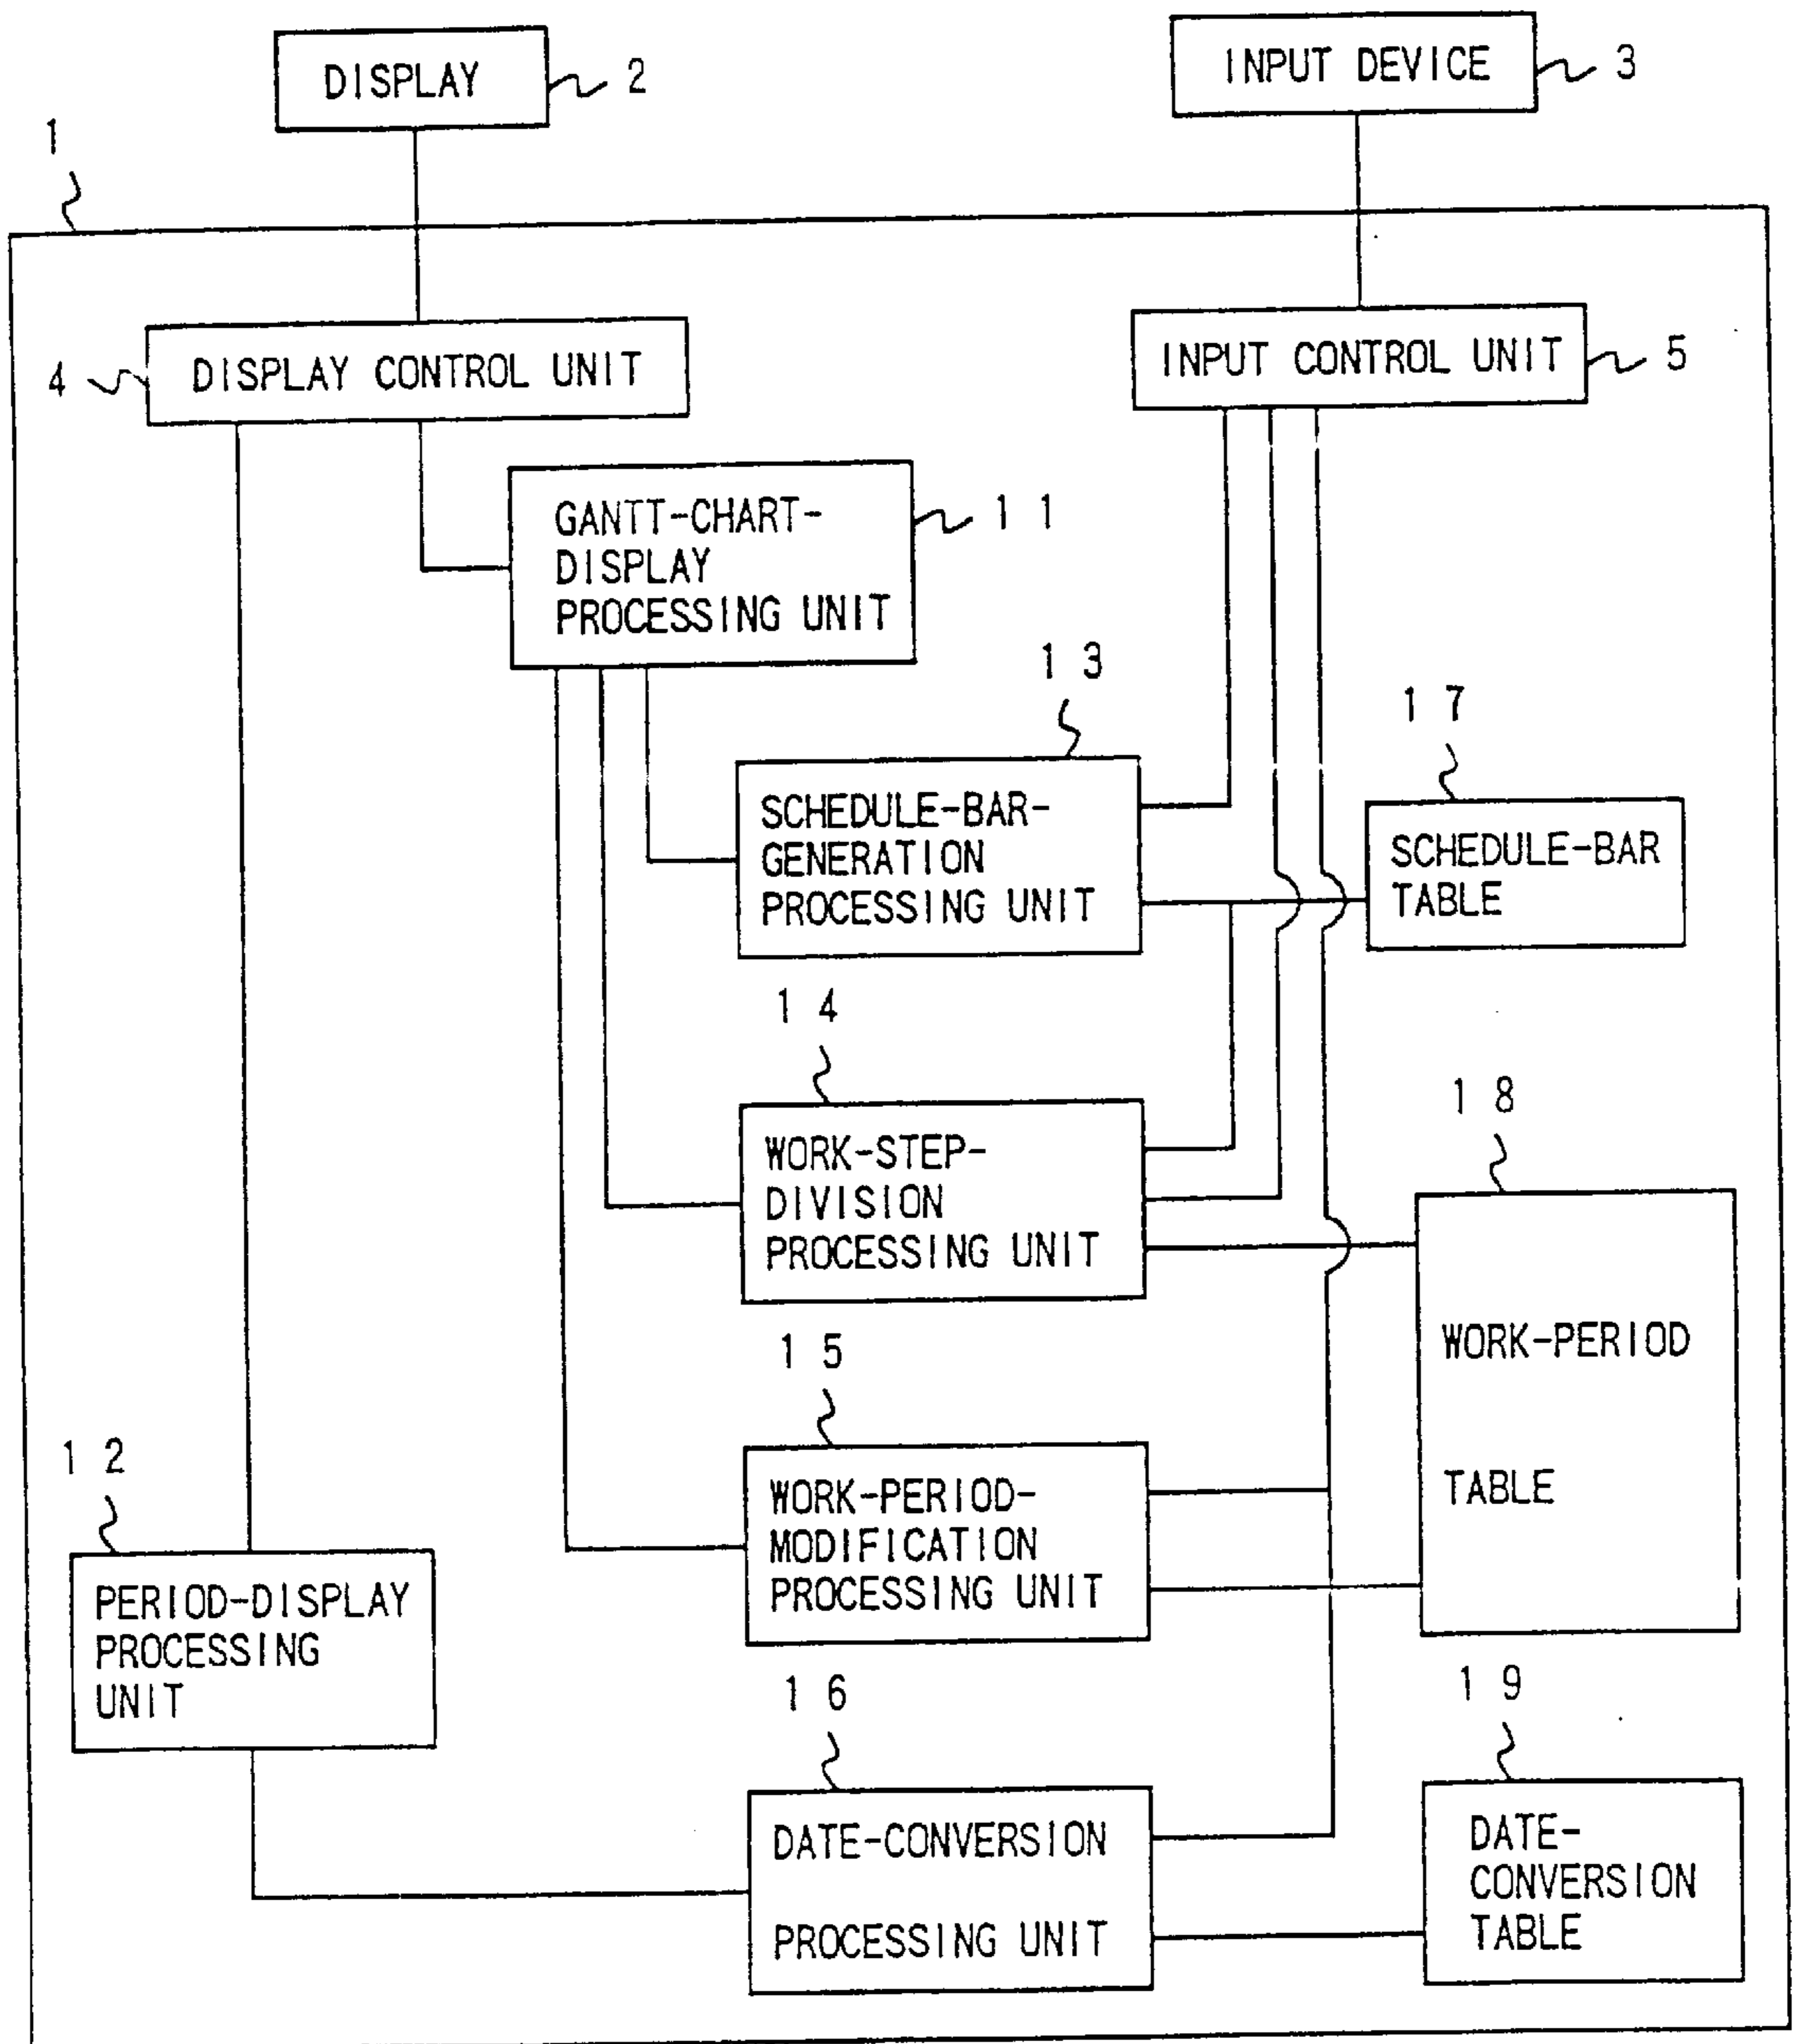 DISPLAY
2
INPUT DEVICE
3
1
4
DISPLAY CONTROL UNIT
INPUT CONTROL UNIT
5
GANTT-CHART-
DISPLAY
PROCESSING UNIT
11
13
SCHEDULE-BAR-
GENERATION
PROCESSING UNIT
17
SCHEDULE-BAR
TABLE
14
WORK-STEP-
DIVISION
PROCESSING UNIT
18
WORK-PERIOD
TABLE
15
WORK-PERIOD-
MODIFICATION
PROCESSING UNIT
12
PERIOD-DISPLAY
PROCESSING
UNIT
16
DATE-CONVERSION
PROCESSING UNIT
19
DATE-
CONVERSION
TABLE